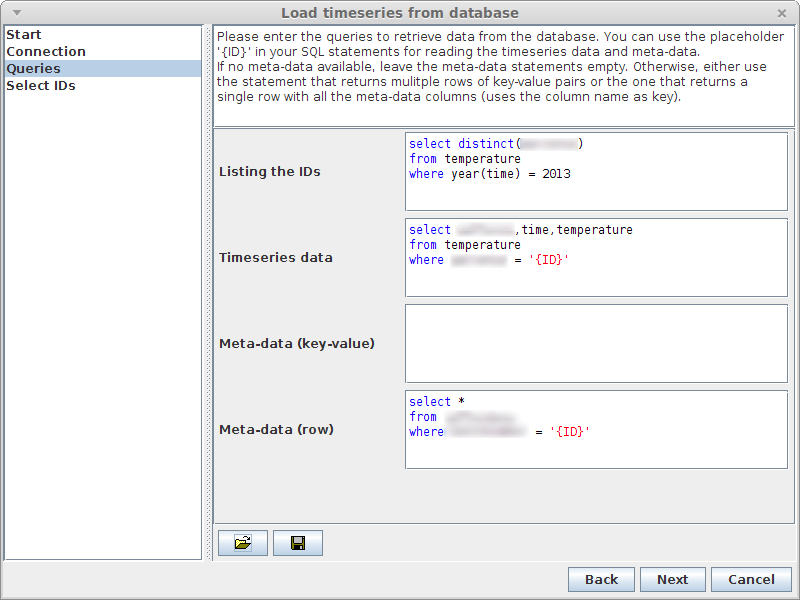 Load timeseries from database
Start
Connection
Queries
Select IDs
Please enter the queries to retrieve data from the database. You can use the placeholder
'{ID}' in your SQL statements for reading the timeseries data and meta-data.
If no meta-data available, leave the meta-data statements empty. Otherwise, either use
the statement that returns mulitple rows of key-value pairs or the one that returns a
single row with all the meta-data columns (uses the column name as key).
Listing the IDs
select distinct( )
from temperature
where year(time) = 2013
Timeseries data
select ,time,temperature
from temperature
where = '{ID}'
Meta-data (key-value)
Meta-data (row)
select *
from
where = '{ID}'
Back
Next
Cancel